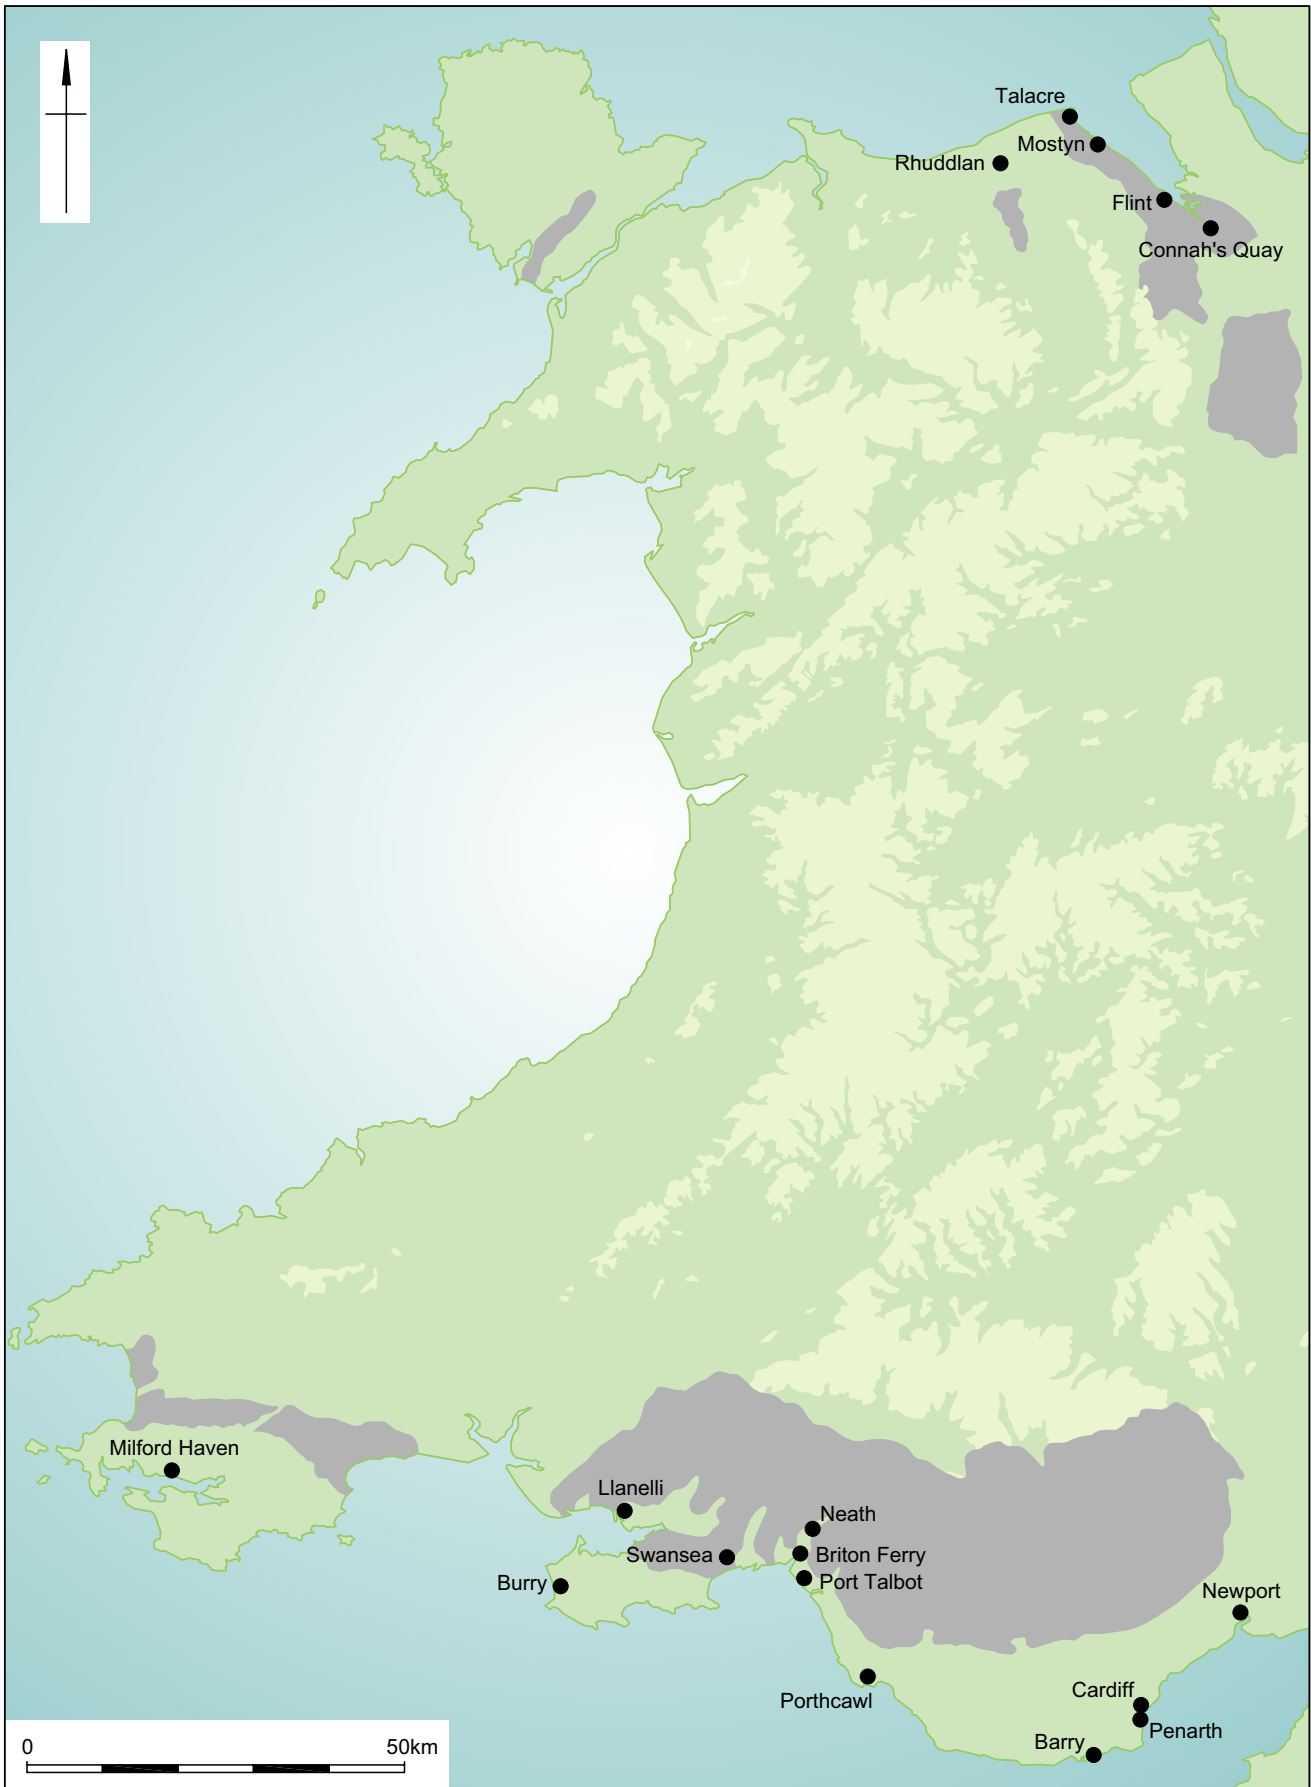 Talacre
Mostyn
Rhuddlan
Flint
Connah's Quay
Milford Haven
Llanelli
Neath
Swansea
Briton Ferry
Burry
Port Talbot
Newport
Porthcawl
Cardiff
Penarth
Barry
0 50km